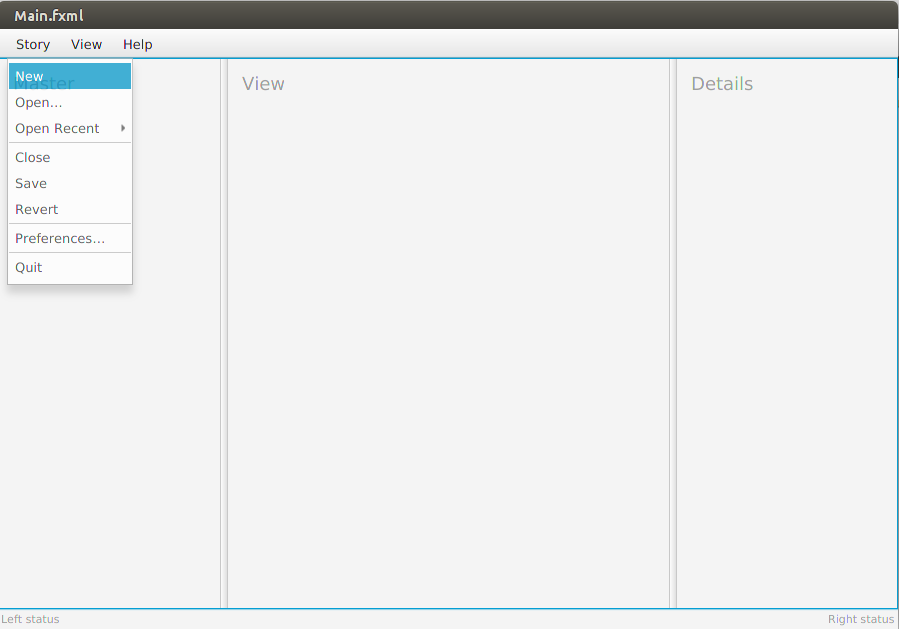 Main.fxml
Story View Help
New
Master
View
Details
Open...
Open Recent
Close
Save
Revert
Preferences...
Quit
Left status
Right status